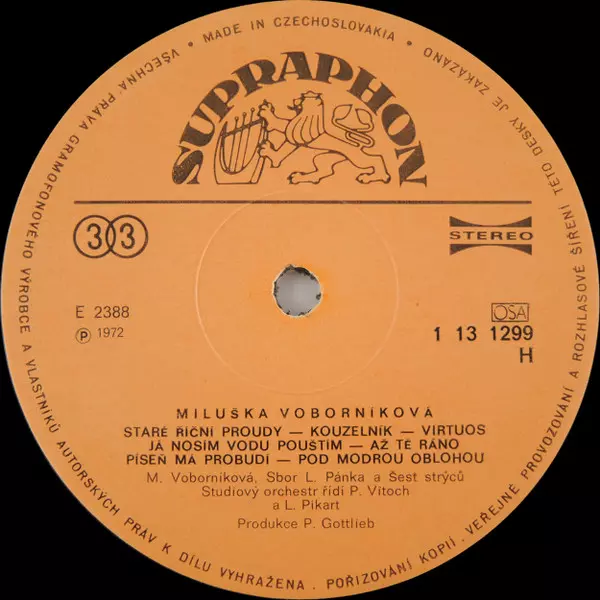 VŠECHNA PRÁVA GRAMOFONOVÉHO VÝROBCE A VLASTNÍKŮ AUTORSKÝCH PRÁV K DÍLU VYHRAŽENA . POŘIZOVÁNÍ KOPIÍ . VEŘEJNÉ PROVOZOVÁNÍ A ROZHLASOVÉ ŠÍŘENÍ TÉTO DESKY JE ZAKÁZÁNO
• MADE IN CZECHOSLOVAKIA •
SUPRAPHON
33
STEREO
E 2388
OSA
℗ 1972
1 13 1299
H
MILUŠKA VOBORNÍKOVÁ
STARÉ ŘÍČNÍ PROUDY — KOUZELNÍK — VIRTUOS
JÁ NOSÍM VODU POUŠTÍM — AŽ TÉ RÁNO
PÍSEŇ MÁ PROBUDÍ — POD MODROU OBLOHOU
M. Voborníková, Sbor L. Pánka a Šest strýců
Studiový orchestr řídí P. Vitoch
a L. Pikart
Produkce P. Gottlieb